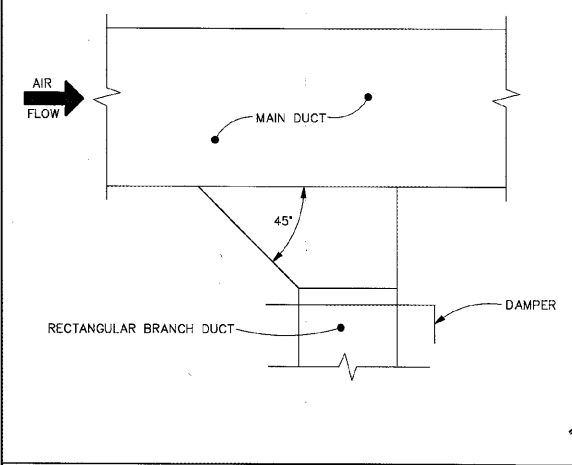 AIR
FLOW
MAIN DUCT
45°
DAMPER
RECTANGULAR BRANCH DUCT